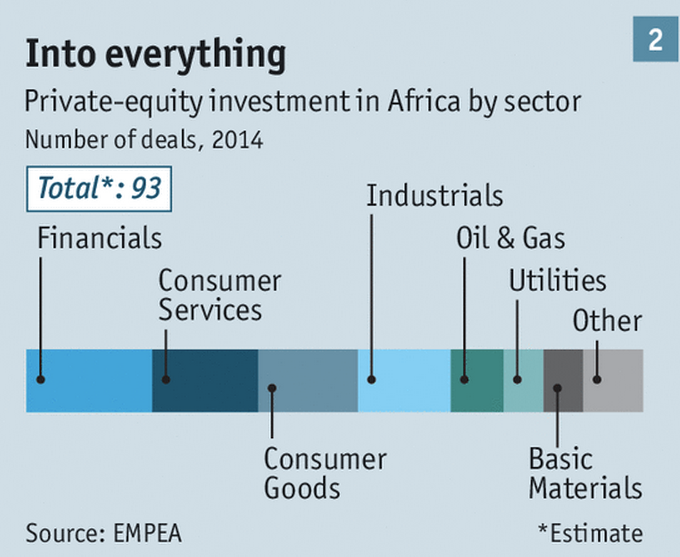 2
Into everything
Private-equity investment in Africa by sector
Number of deals, 2014
Total*: 93
Industrials
Financials
Oil & Gas
Consumer
Services
Utilities
Other
Consumer
Goods
Basic
Materials
Source: EMPEA
*Estimate